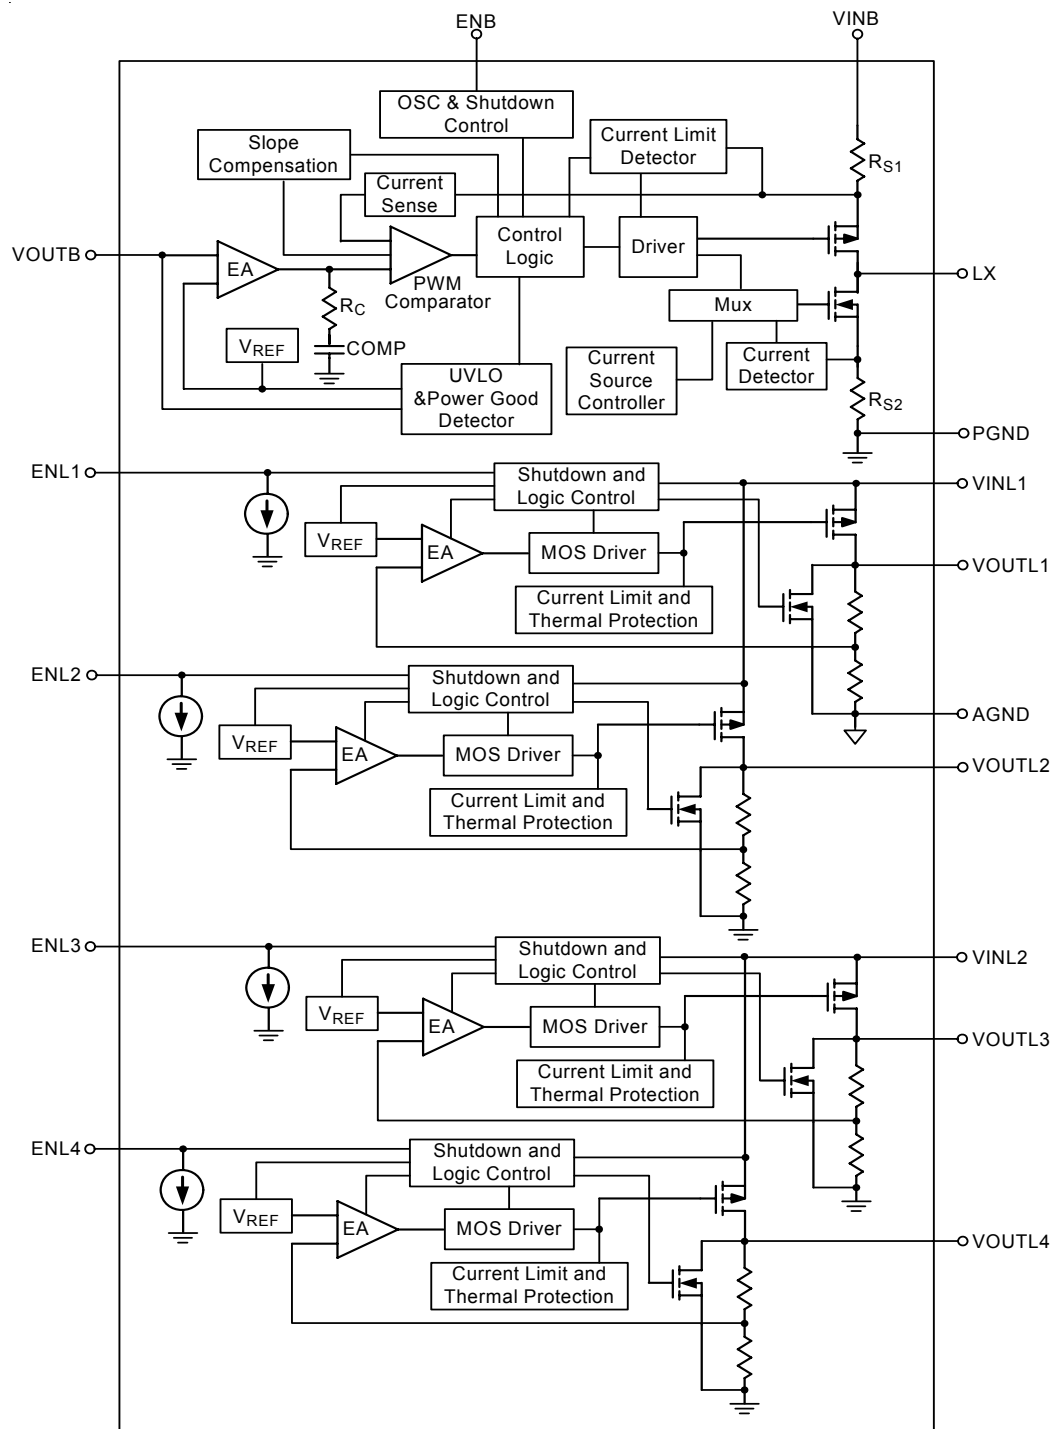 ENB
VINB
OSC & Shutdown
Control
Slope
Compensation
Current Limit
Detector
RS1
Current
Sense
VOUTB
EA
PWM
Comparator
Control
Logic
Driver
LX
RC
COMP
Mux
VREF
UVLO
&Power Good
Detector
Current
Source
Controller
Current
Detector
RS2
PGND
ENL1
Shutdown and
Logic Control
VINL1
VREF
EA
MOS Driver
Current Limit and
Thermal Protection
VOUTL1
ENL2
Shutdown and
Logic Control
AGND
VREF
EA
MOS Driver
Current Limit and
Thermal Protection
VOUTL2
ENL3
Shutdown and
Logic Control
VINL2
VREF
EA
MOS Driver
Current Limit and
Thermal Protection
VOUTL3
ENL4
Shutdown and
Logic Control
VREF
EA
MOS Driver
Current Limit and
Thermal Protection
VOUTL4